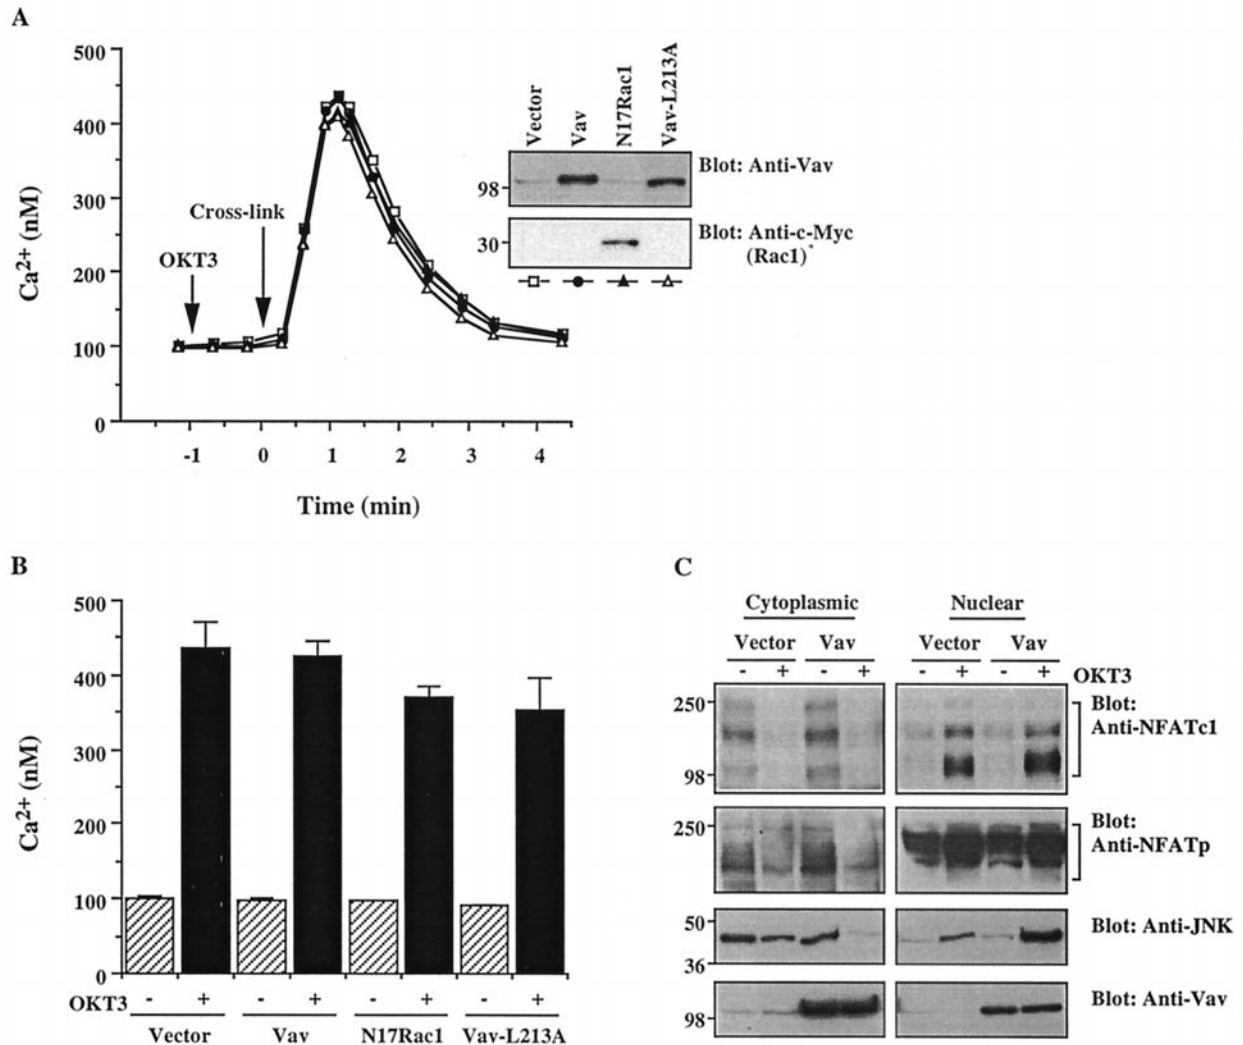 A
500
400
300
200
100
0
Ca2+ (nM)
OKT3
Cross-link
-1 0 1 2 3 4
Time (min)
Vector Vav N17Rac1 Vav-L213A
98
Blot: Anti-Vav
30
Blot: Anti-c-Myc
(Rac1)*
B
500
400
300
200
100
0
Ca2+ (nM)
OKT3 - + - + - + - +
Vector Vav N17Rac1 Vav-L213A
C
Cytoplasmic Nuclear
Vector Vav Vector Vav
- + - + - + - + OKT3
250
98
Blot:
Anti-NFATc1
250
Blot:
Anti-NFATp
50
36
Blot: Anti-JNK
98
Blot: Anti-Vav